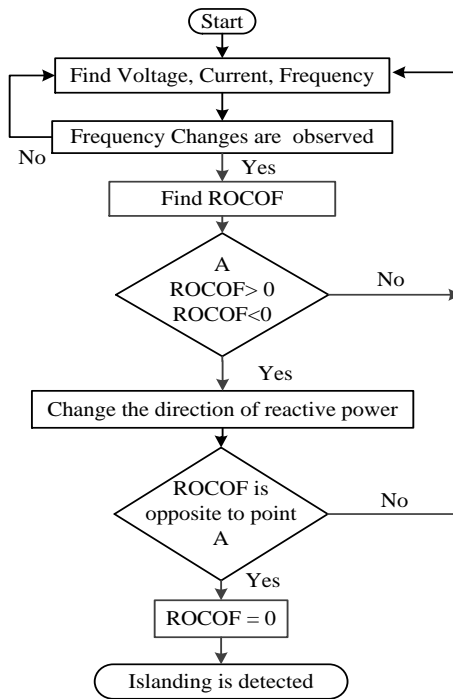 Start
Find Voltage, Current, Frequency
Frequency Changes are observed
No
Yes
Find ROCOF
A
ROCOF> 0
ROCOF<0
No
Yes
Change the direction of reactive power
ROCOF is
opposite to point
A
No
Yes
ROCOF = 0
Islanding is detected